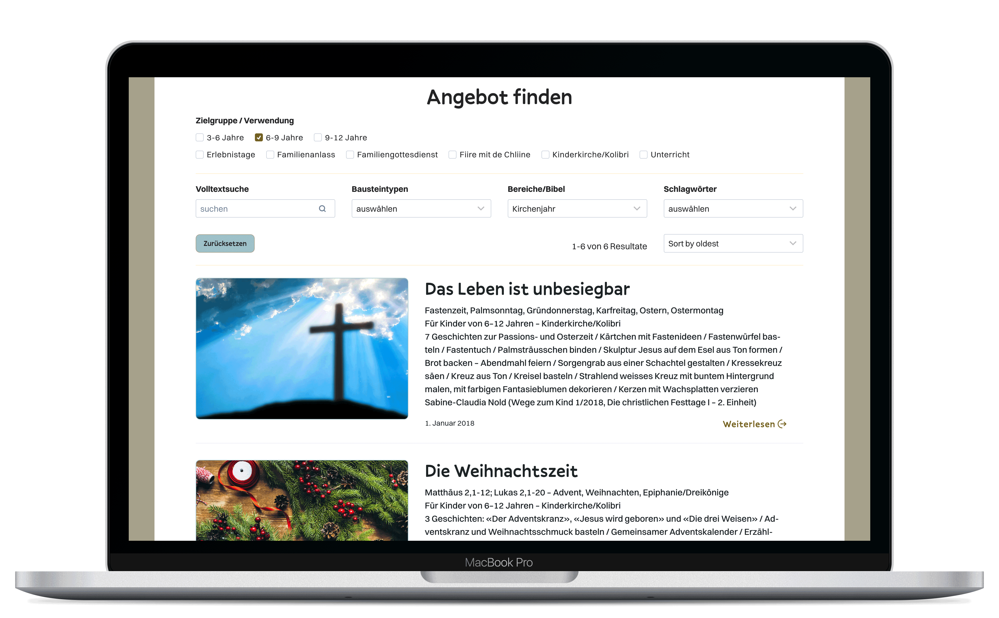 Angebot finden
Zielgruppe / Verwendung
3-6 Jahre 6-9 Jahre 9-12 Jahre
Erlebnistage Familienanlass Familiengottesdienst Fiire mit de Chliine Kinderkirche/Kolibri Unterricht
Volltextsuche Bausteintypen Bereiche/Bibel Schlagwörter
suchen auswählen Kirchenjahr auswählen
Zurücksetzen 1-6 von 6 Resultate Sort by oldest
Das Leben ist unbesiegbar
Fastenzeit, Palmsonntag, Gründonnerstag, Karfreitag, Ostern, Ostermontag
Für Kinder von 6–12 Jahren – Kinderkirche/Kolibri
7 Geschichten zur Passions- und Osterzeit / Kärtchen mit Fastenideen / Fastenwürfel bas-
teln / Fastentuch / Palmsträusschen binden / Skulptur Jesus auf dem Esel aus Ton formen /
Brot backen – Abendmahl feiern / Sorgengrab aus einer Schachtel gestalten / Kressekreuz
säen / Kreuz aus Ton / Kreisel basteln / Strahlend weisses Kreuz mit buntem Hintergrund
malen, mit farbigen Fantasieblumen dekorieren / Kerzen mit Wachsplatten verzieren
Sabine-Claudia Nold (Wege zum Kind 1/2018, Die christlichen Festtage I – 2. Einheit)
1. Januar 2018 Weiterlesen
Die Weihnachtszeit
Matthäus 2,1-12; Lukas 2,1-20 – Advent, Weihnachten, Epiphanie/Dreikönige
Für Kinder von 6–12 Jahren – Kinderkirche/Kolibri
3 Geschichten: «Der Adventskranz», «Jesus wird geboren» und «Die drei Weisen» / Ad-
ventskranz und Weihnachtsschmuck basteln / Gemeinsamer Adventskalender / Erzähl-
MacBook Pro